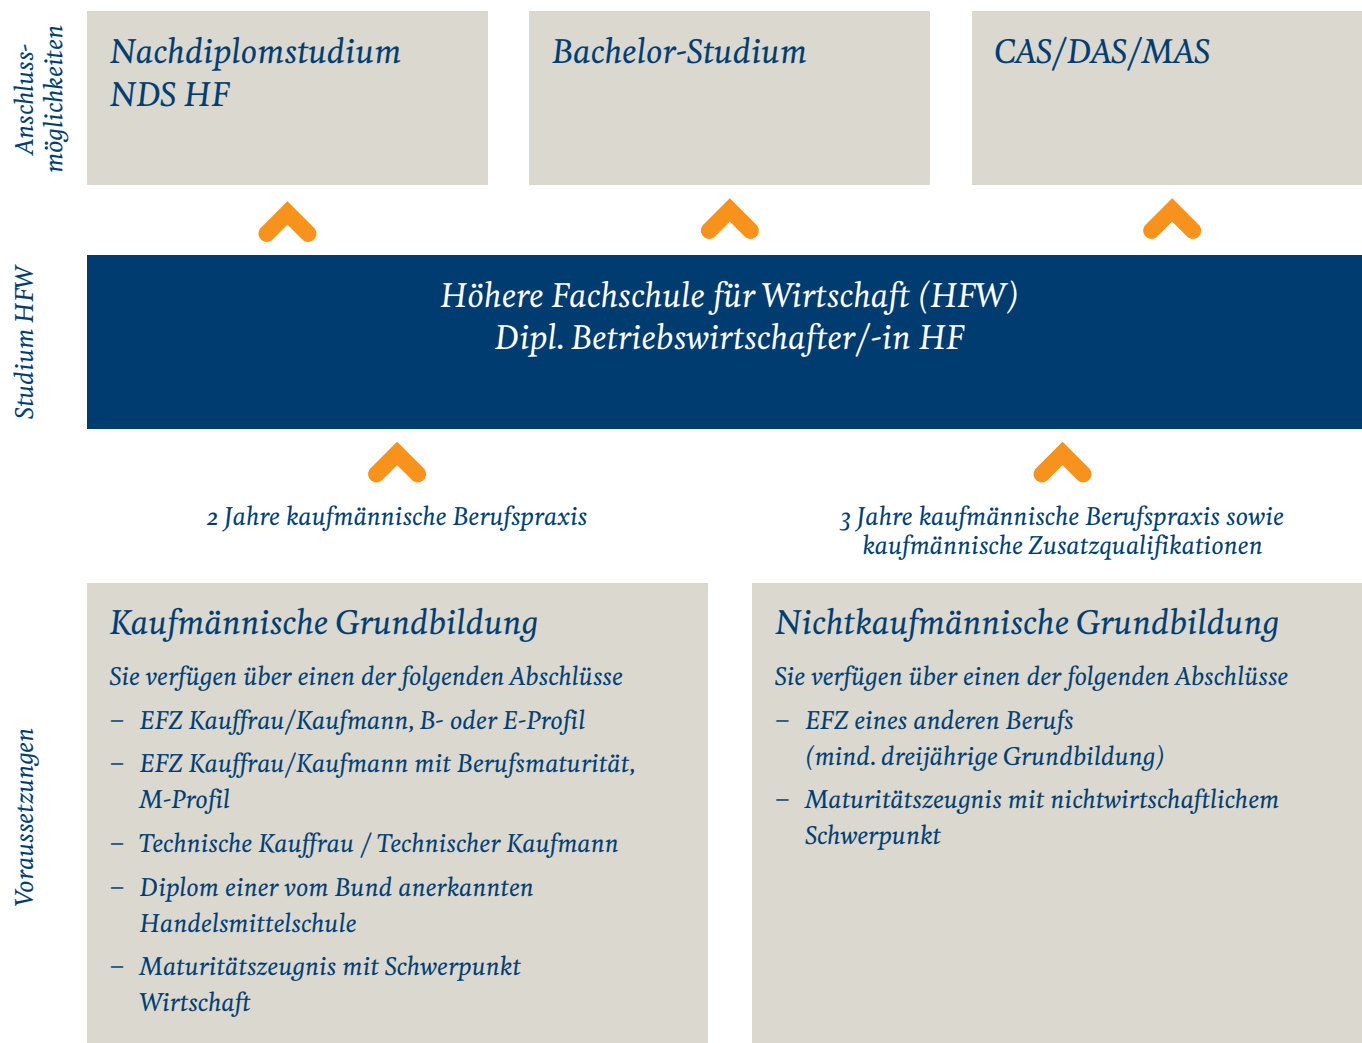 Anschluss-
möglichkeiten
Nachdiplomstudium
NDS HF
Bachelor-Studium
CAS/DAS/MAS
Studium HFW
Höhere Fachschule für Wirtschaft (HFW)
Dipl. Betriebswirtschafter/-in HF
2 Jahre kaufmännische Berufspraxis
3 Jahre kaufmännische Berufspraxis sowie
kaufmännische Zusatzqualifikationen
Voraussetzungen
Kaufmännische Grundbildung
Sie verfügen über einen der folgenden Abschlüsse
– EFZ Kauffrau/Kaufmann, B- oder E-Profil
– EFZ Kauffrau/Kaufmann mit Berufsmaturität,
M-Profil
– Technische Kauffrau / Technischer Kaufmann
– Diplom einer vom Bund anerkannten
Handelsmittelschule
– Maturitätszeugnis mit Schwerpunkt
Wirtschaft
Nichtkaufmännische Grundbildung
Sie verfügen über einen der folgenden Abschlüsse
– EFZ eines anderen Berufs
(mind. dreijährige Grundbildung)
– Maturitätszeugnis mit nichtwirtschaftlichem
Schwerpunkt